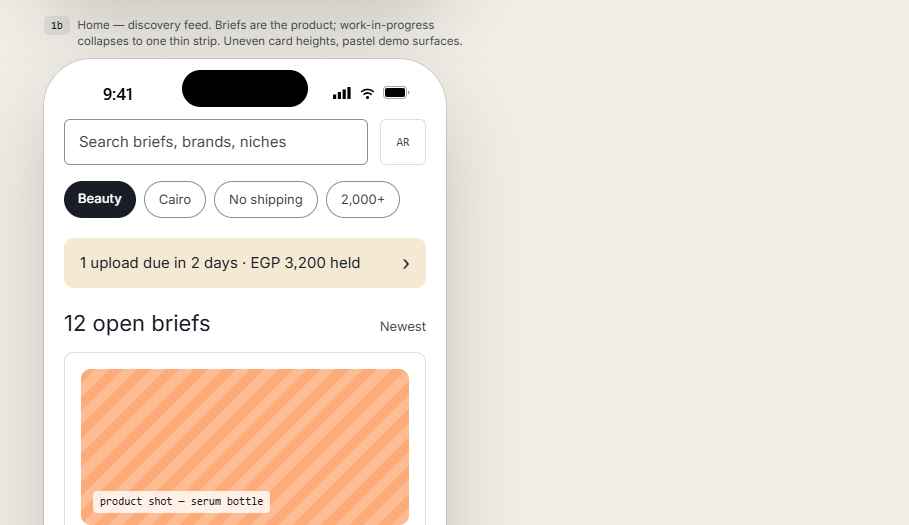 1b
Home — discovery feed. Briefs are the product; work-in-progress
collapses to one thin strip. Uneven card heights, pastel demo surfaces.
9:41
Search briefs, brands, niches
AR
Beauty
Cairo
No shipping
2,000+
1 upload due in 2 days · EGP 3,200 held
12 open briefs
Newest
product shot — serum bottle